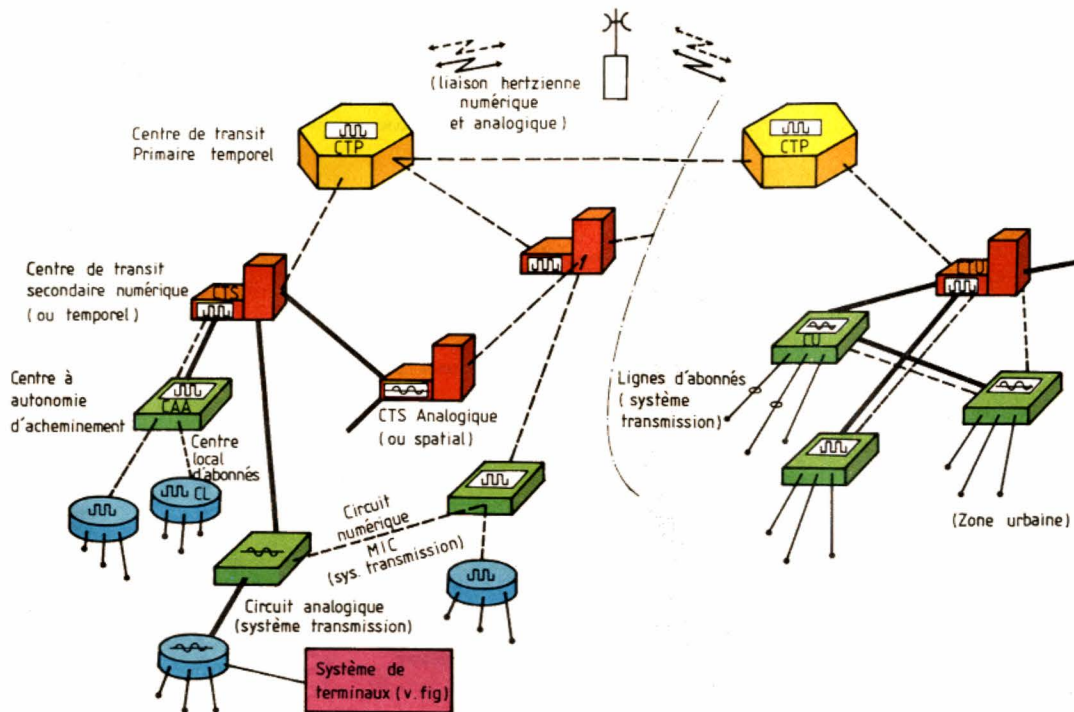 (liaison hertzienne
numérique
et analogique)
Centre de transit
Primaire temporel
CTP
CTP
Centre de transit
secondaire numérique
(ou temporel)
CTS
1
CTS Analogique
(ou spatial)
Centre à
autonomie
d'acheminement
CAA
Centre
local
d'abonnés
CL
Circuit
numérique
MIC
(sys. transmission)
Circuit analogique
(système transmission)
Système de
terminaux (v. fig)
CU
Lignes d'abonnés
(système
transmission)
(Zone urbaine)